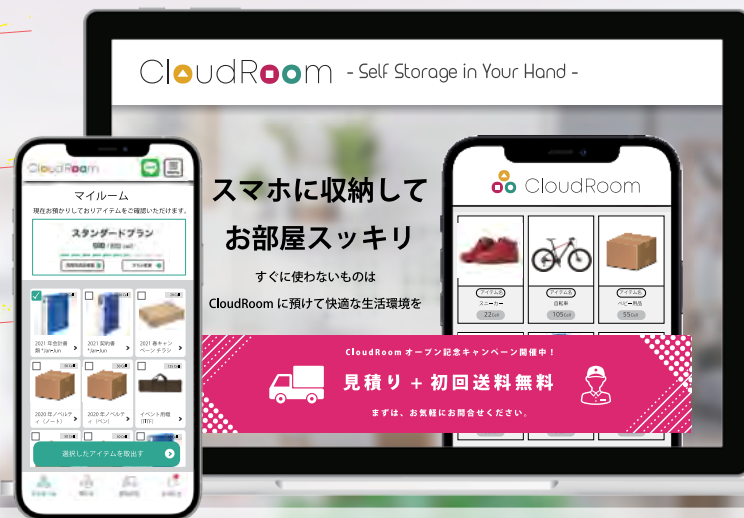 CloudRoom - Self Storage in Your Hand -
スマホに収納して
お部屋スッキリ
すぐに使わないものは
CloudRoom に預けて快適な生活環境を
CloudRoom オープン記念キャンペーン開催中！
見積り + 初回送料無料
まずは、お気軽にお問合せください。
CloudRoom
アイテム名
スニーカー
22Cell
アイテム名
自転車
105Cell
アイテム名
ベビー用品
55Cell
CloudRoom
マイルーム
現在お預かりしておりアイテムをご確認いただけます。
スタンダードプラン
2021 年会計書
類 *Jan-Jun
2021 契約書
*Jan-Jun
2021 春キャン
ペーン チラシ
2020 年ノベルテ
ィ（ノート）
2020 年ノベルテ
ィ（ペン）
イベント用棚
選択したアイテムを取出す